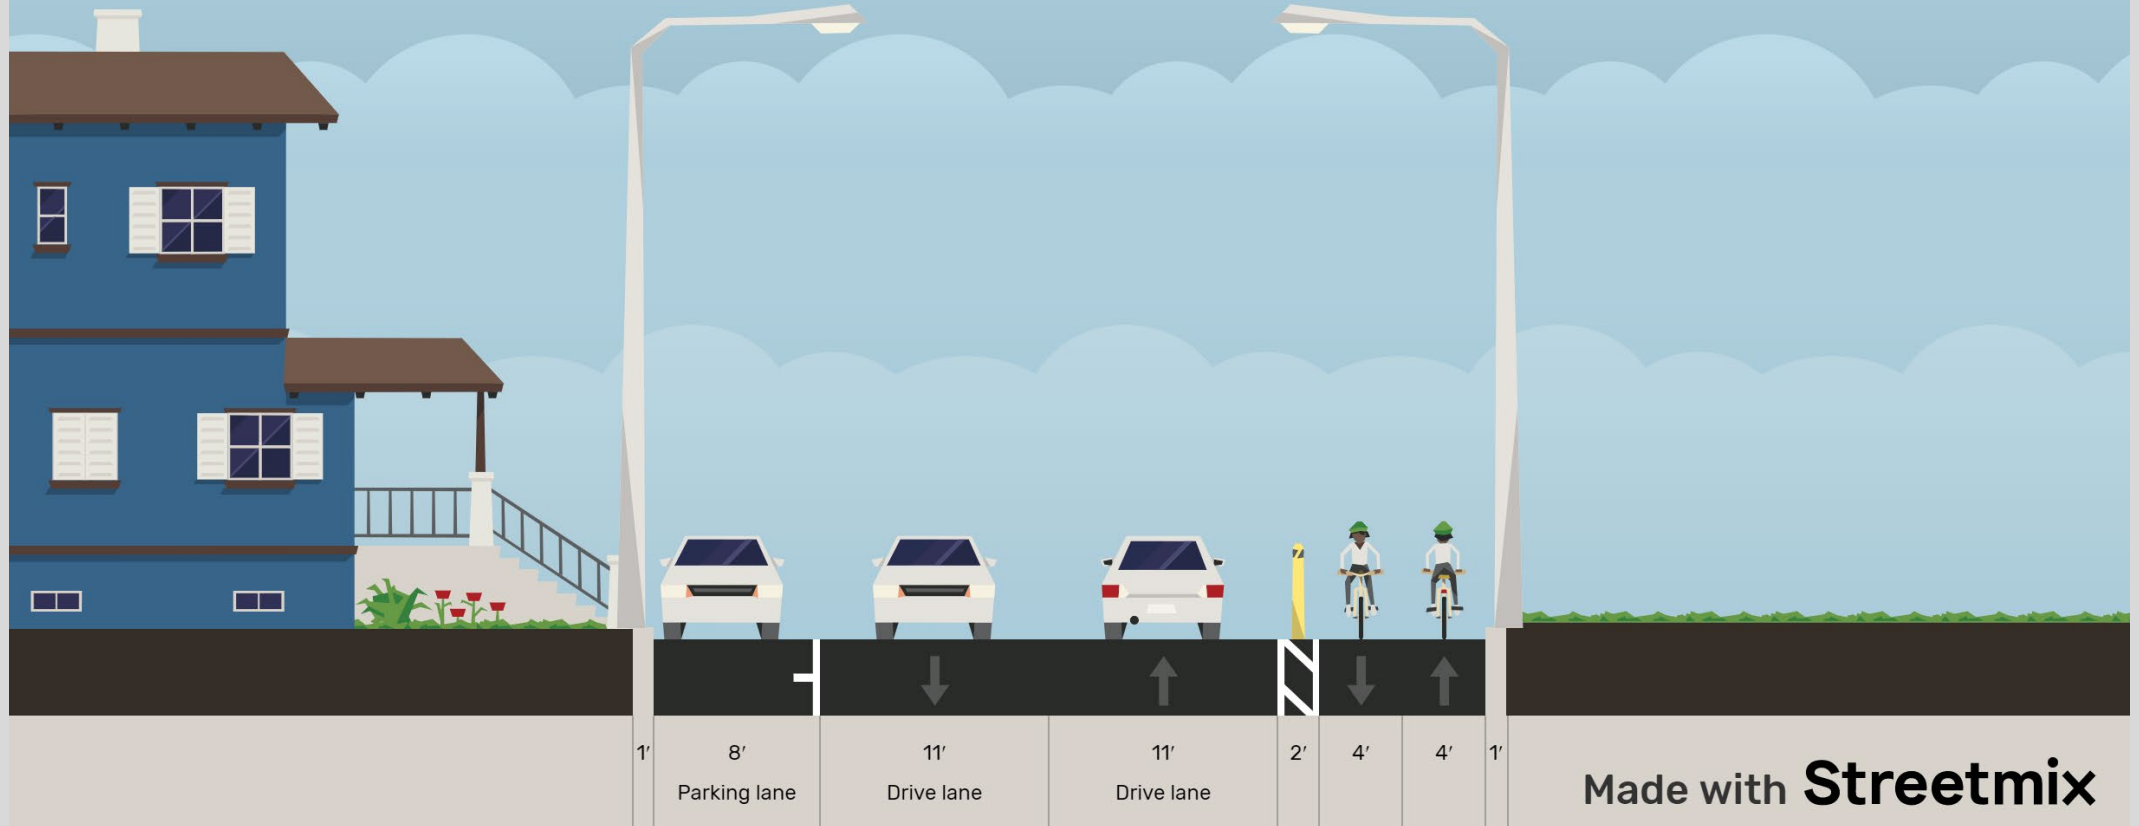 1′
8′
11′
11′
2′
4′
4′
1′
Parking lane
Drive lane
Drive lane
Made with Streetmix